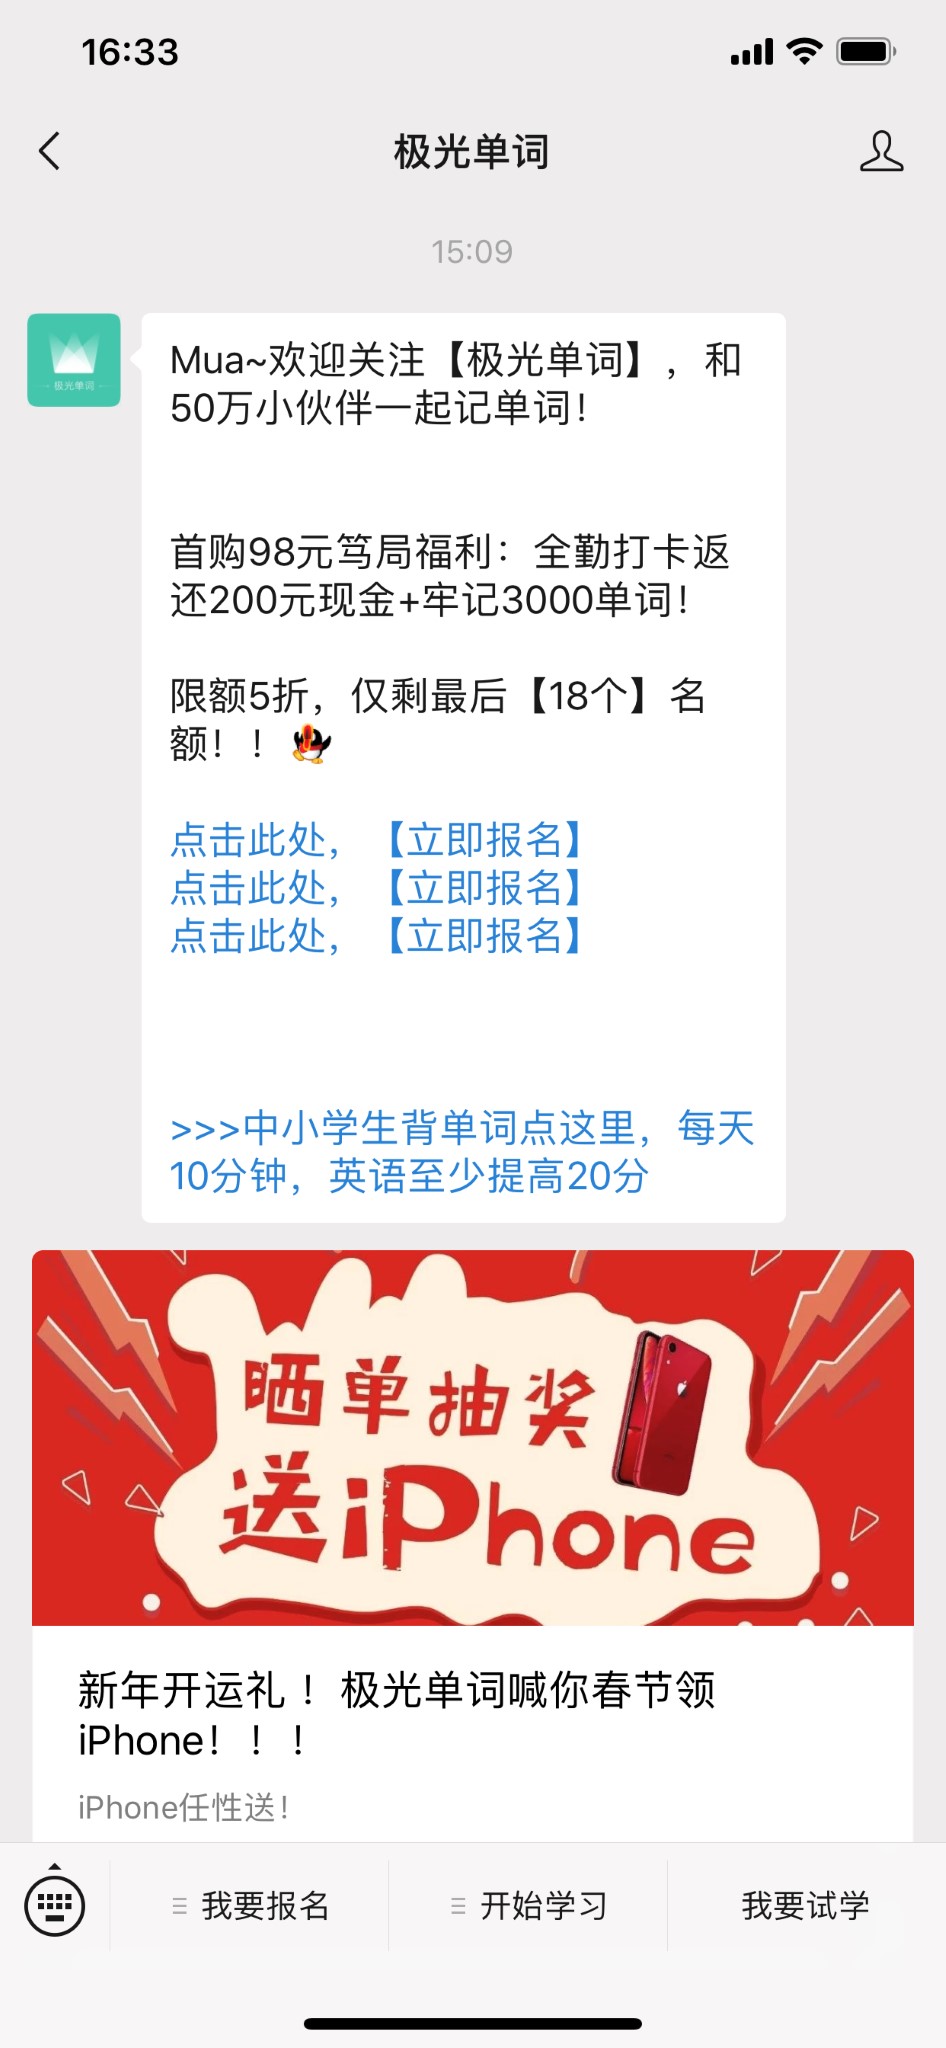 16:33
极光单词
15:09
极光单词
Mua~欢迎关注【极光单词】，和
50万小伙伴一起记单词！
首购98元笃局福利：全勤打卡返
还200元现金+牢记3000单词！
限额5折，仅剩最后【18个】名
额！！
点击此处，【立即报名】
点击此处，【立即报名】
点击此处，【立即报名】
>>>中小学生背单词点这里，每天
10分钟，英语至少提高20分
晒单抽奖
送iPhone
新年开运礼！极光单词喊你春节领
iPhone！！！
iPhone任性送！
我要报名
开始学习
我要试学